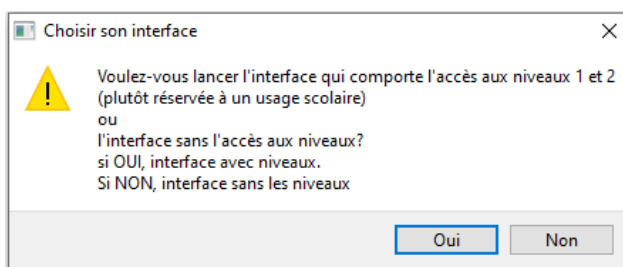 Choisir son interface
Voulez-vous lancer l'interface qui comporte l'accès aux niveaux 1 et 2
(plutôt réservée à un usage scolaire)
ou
l'interface sans l'accès aux niveaux?
si OUI, interface avec niveaux.
Si NON, interface sans les niveaux
Oui
Non